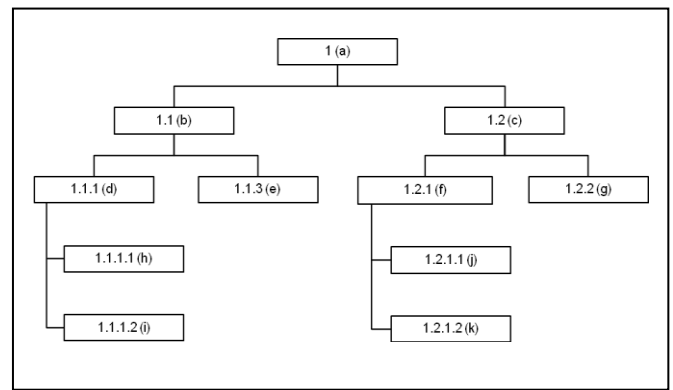 1 (a)
1.1 (b)
1.2 (c)
1.1.1 (d)
1.1.3 (e)
1.2.1 (f)
1.2.2 (g)
1.1.1.1 (h)
1.2.1.1 (j)
1.1.1.2 (i)
1.2.1.2 (k)